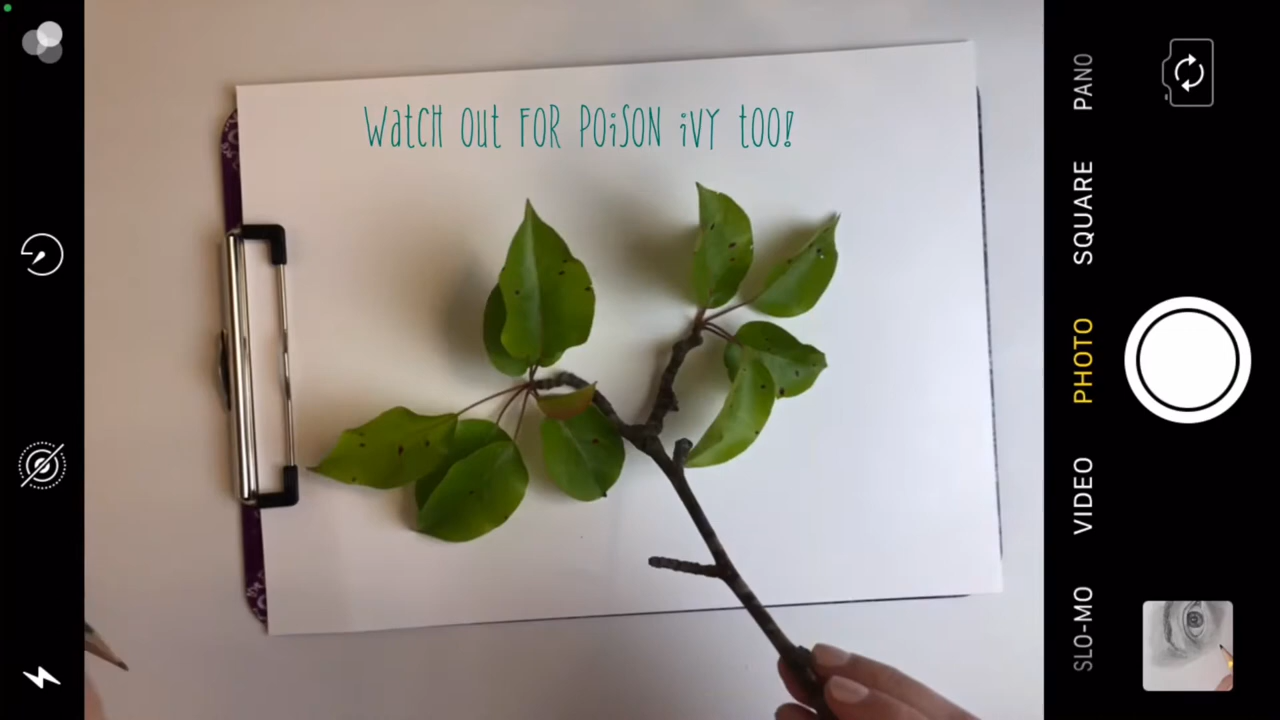 WatCH Out FOR POiSON iVY tOO!
PANO
SQUARE
PHOTO
VIDEO
SLO-MO